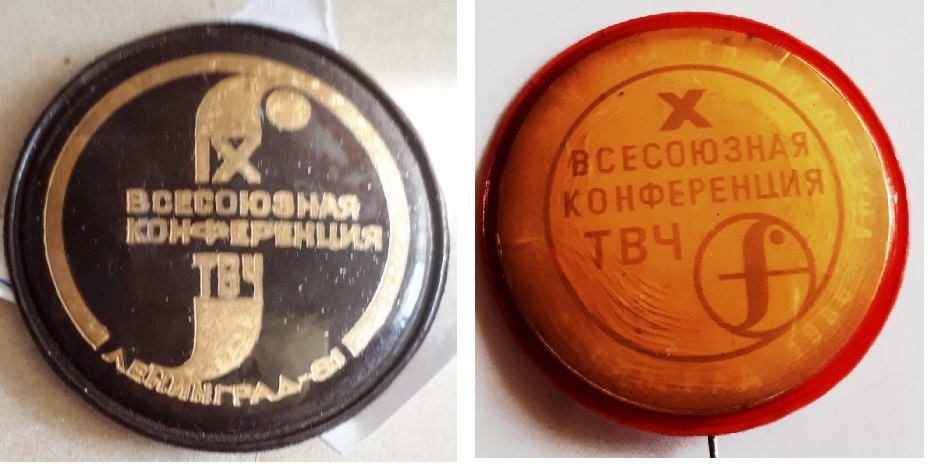 IX
ВСЕСОЮЗНАЯ
КОНФЕРЕНЦИЯ
ТВЧ
ЛЕНИНГРАД-81
X
ВСЕСОЮЗНАЯ
КОНФЕРЕНЦИЯ
ТВЧ
f